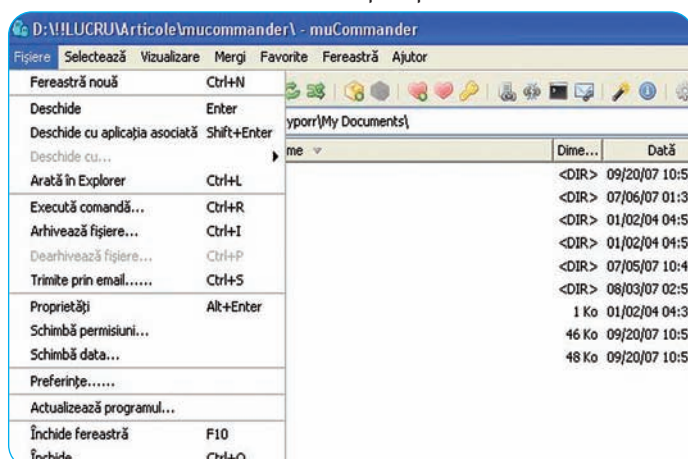 D:\!!LUCRU\Articole\mucommander\ - muCommander
Fișiere Selectează Vizualizare Mergi Favorite Fereastră Ajutor
Fereastră nouă Ctrl+N
Deschide Enter
Deschide cu aplicația asociată Shift+Enter
Deschide cu...
Arată în Explorer Ctrl+L
Execută comandă... Ctrl+R
Arhivează fișiere... Ctrl+I
Dearhivează fișiere... Ctrl+P
Trimite prin email...... Ctrl+S
Proprietăți Alt+Enter
Schimbă permisiuni...
Schimbă data...
Preferințe......
Actualizează programul...
Închide fereastră F10
Închide Ctrl+Q
yporr\My Documents\
me Dime... Dată
<DIR> 09/20/07 10:5
<DIR> 07/06/07 01:3
<DIR> 01/02/04 04:5
<DIR> 01/02/04 04:5
<DIR> 07/05/07 10:4
<DIR> 08/03/07 02:5
1 Ko 01/02/04 04:3
46 Ko 09/20/07 10:5
48 Ko 09/20/07 10:5